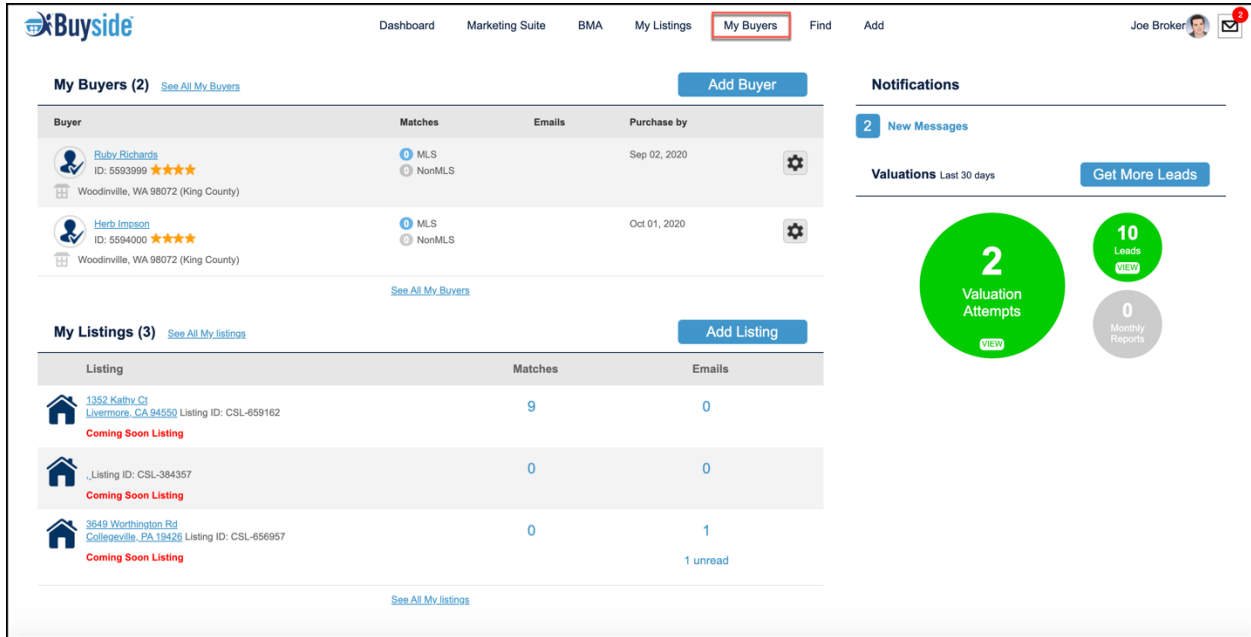 Buyside
Dashboard Marketing Suite BMA My Listings My Buyers Find Add
Joe Broker 2
My Buyers (2) See All My Buyers Add Buyer
Buyer Matches Emails Purchase by
Ruby Richards 0 MLS Sep 02, 2020
ID: 5593999 0 NonMLS
Woodinville, WA 98072 (King County)
Herb Impson 0 MLS Oct 01, 2020
ID: 5594000 0 NonMLS
Woodinville, WA 98072 (King County)
See All My Buyers
My Listings (3) See All My listings Add Listing
Listing Matches Emails
1352 Kathy Ct 9 0
Livermore, CA 94550 Listing ID: CSL-659162
Coming Soon Listing
, Listing ID: CSL-384357 0 0
Coming Soon Listing
3649 Worthington Rd 0 1
Collegeville, PA 19426 Listing ID: CSL-656957
Coming Soon Listing 1 unread
See All My listings
Notifications
2 New Messages
Valuations Last 30 days Get More Leads
2
Valuation
Attempts
VIEW
10
Leads
VIEW
0
Monthly
Reports